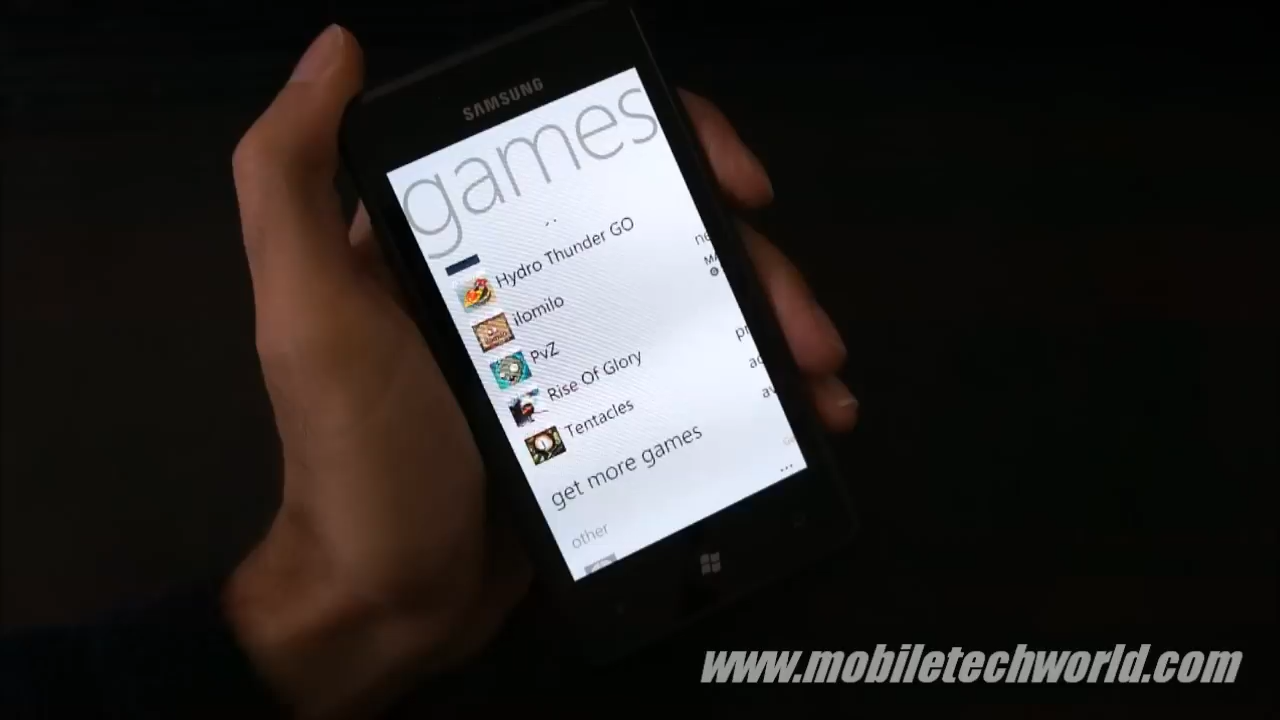 SAMSUNG
games
Hydro Thunder GO
ilomilo
PvZ
Rise Of Glory
Tentacles
get more games
other
...
www.mobiletechworld.com